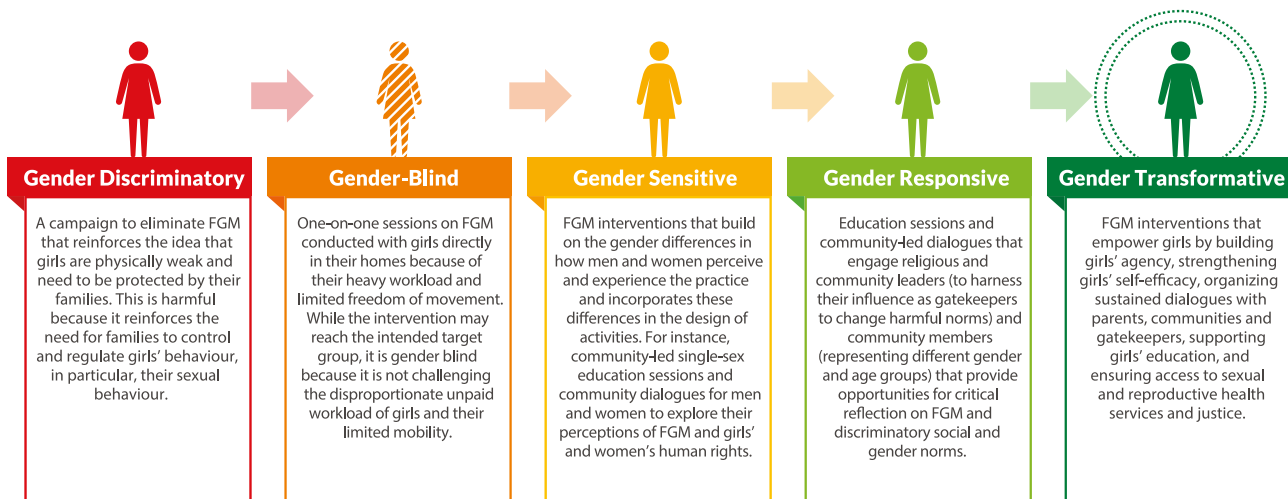 Gender Discriminatory
A campaign to eliminate FGM
that reinforces the idea that
girls are physically weak and
need to be protected by their
families. This is harmful
because it reinforces the
need for families to control
and regulate girls’ behaviour,
in particular, their sexual
behaviour.
Gender-Blind
One-on-one sessions on FGM
conducted with girls directly
in their homes because of
their heavy workload and
limited freedom of movement.
While the intervention may
reach the intended target
group, it is gender blind
because it is not challenging
the disproportionate unpaid
workload of girls and their
limited mobility.
Gender Sensitive
FGM interventions that build
on the gender differences in
how men and women perceive
and experience the practice
and incorporates these
differences in the design of
activities. For instance,
community-led single-sex
education sessions and
community dialogues for men
and women to explore their
perceptions of FGM and girls’
and women’s human rights.
Gender Responsive
Education sessions and
community-led dialogues that
engage religious and
community leaders (to harness
their influence as gatekeepers
to change harmful norms) and
community members
(representing different gender
and age groups) that provide
opportunities for critical
reflection on FGM and
discriminatory social and
gender norms.
Gender Transformative
FGM interventions that
empower girls by building
girls’ agency, strengthening
girls’ self-efficacy, organizing
sustained dialogues with
parents, communities and
gatekeepers, supporting
girls’ education, and
ensuring access to sexual
and reproductive health
services and justice.